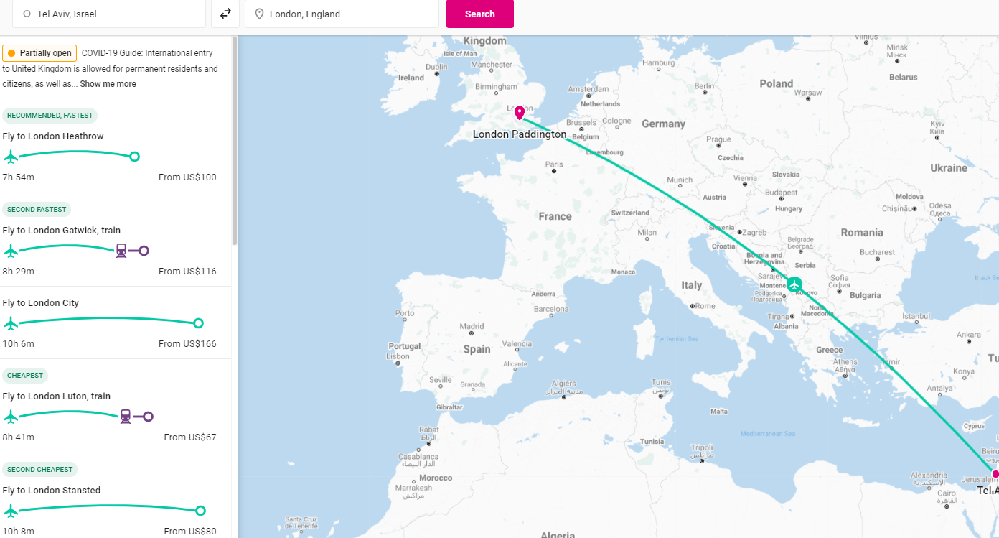 Tel Aviv, Israel
London, England
Search
Partially open COVID-19 Guide: International entry
to United Kingdom is allowed for permanent residents and
citizens, as well as... Show me more
RECOMMENDED, FASTEST
Fly to London Heathrow
7h 54m From US$100
SECOND FASTEST
Fly to London Gatwick, train
8h 29m From US$116
Fly to London City
10h 6m From US$166
CHEAPEST
Fly to London Luton, train
8h 41m From US$67
SECOND CHEAPEST
Fly to London Stansted
10h 8m From US$80
Kingdom
Isle of Man
Dublin
Manchester
Ireland
Birmingham
London
London Paddington
Hamburg
Amsterdam
Netherlands
Brussels
Belgium
Cologne
Germany
Berlin
Poland
Warsaw
Vilnius
Minsk
Мінск
Belarus
Luxembourg
Paris
Prague
Czechia
Kyiv
Київ
Ukraine
Munich
Vienna
Slovakia
Austria
Budapest
Hungary
Moldova
Chișinău
Odesa
Одеса
France
Switzerland
Milan
Slovenia
Zagreb
Croatia
Belgrade
Београд
Romania
Bucharest
Bosnia and
Herzegovina
Serbia
Sarajevo
Monaco
Italy
Kosovo
Podgorica
Подгорица
Sofia
София
Bulgaria
Andorra
Barcelona
Rome
Tirana
Albania
North
Macedonia
İstanbul
Ankara
Porto
Madrid
Portugal
Lisbon
Spain
Valencia
Alicante
Tyrrhenian Sea
Greece
Athens
Αθήνα
Konya
Antalya
Seville
Granada
Gibraltar
Algiers
مدينة الجزائر
Tunis
تونس
Malta
Cyprus
Mediterranean Sea
Rabat
الرباط
Casablanca
الدار البيضاء
Tunisia
Tripoli
طرابلس
Morocco
Marrakesh
مراكش
Alexandria
الإسكندرية
Jerusalem
Cairo
القاهرة
Tel A
Santa Cruz
de Tenerife
Algeria